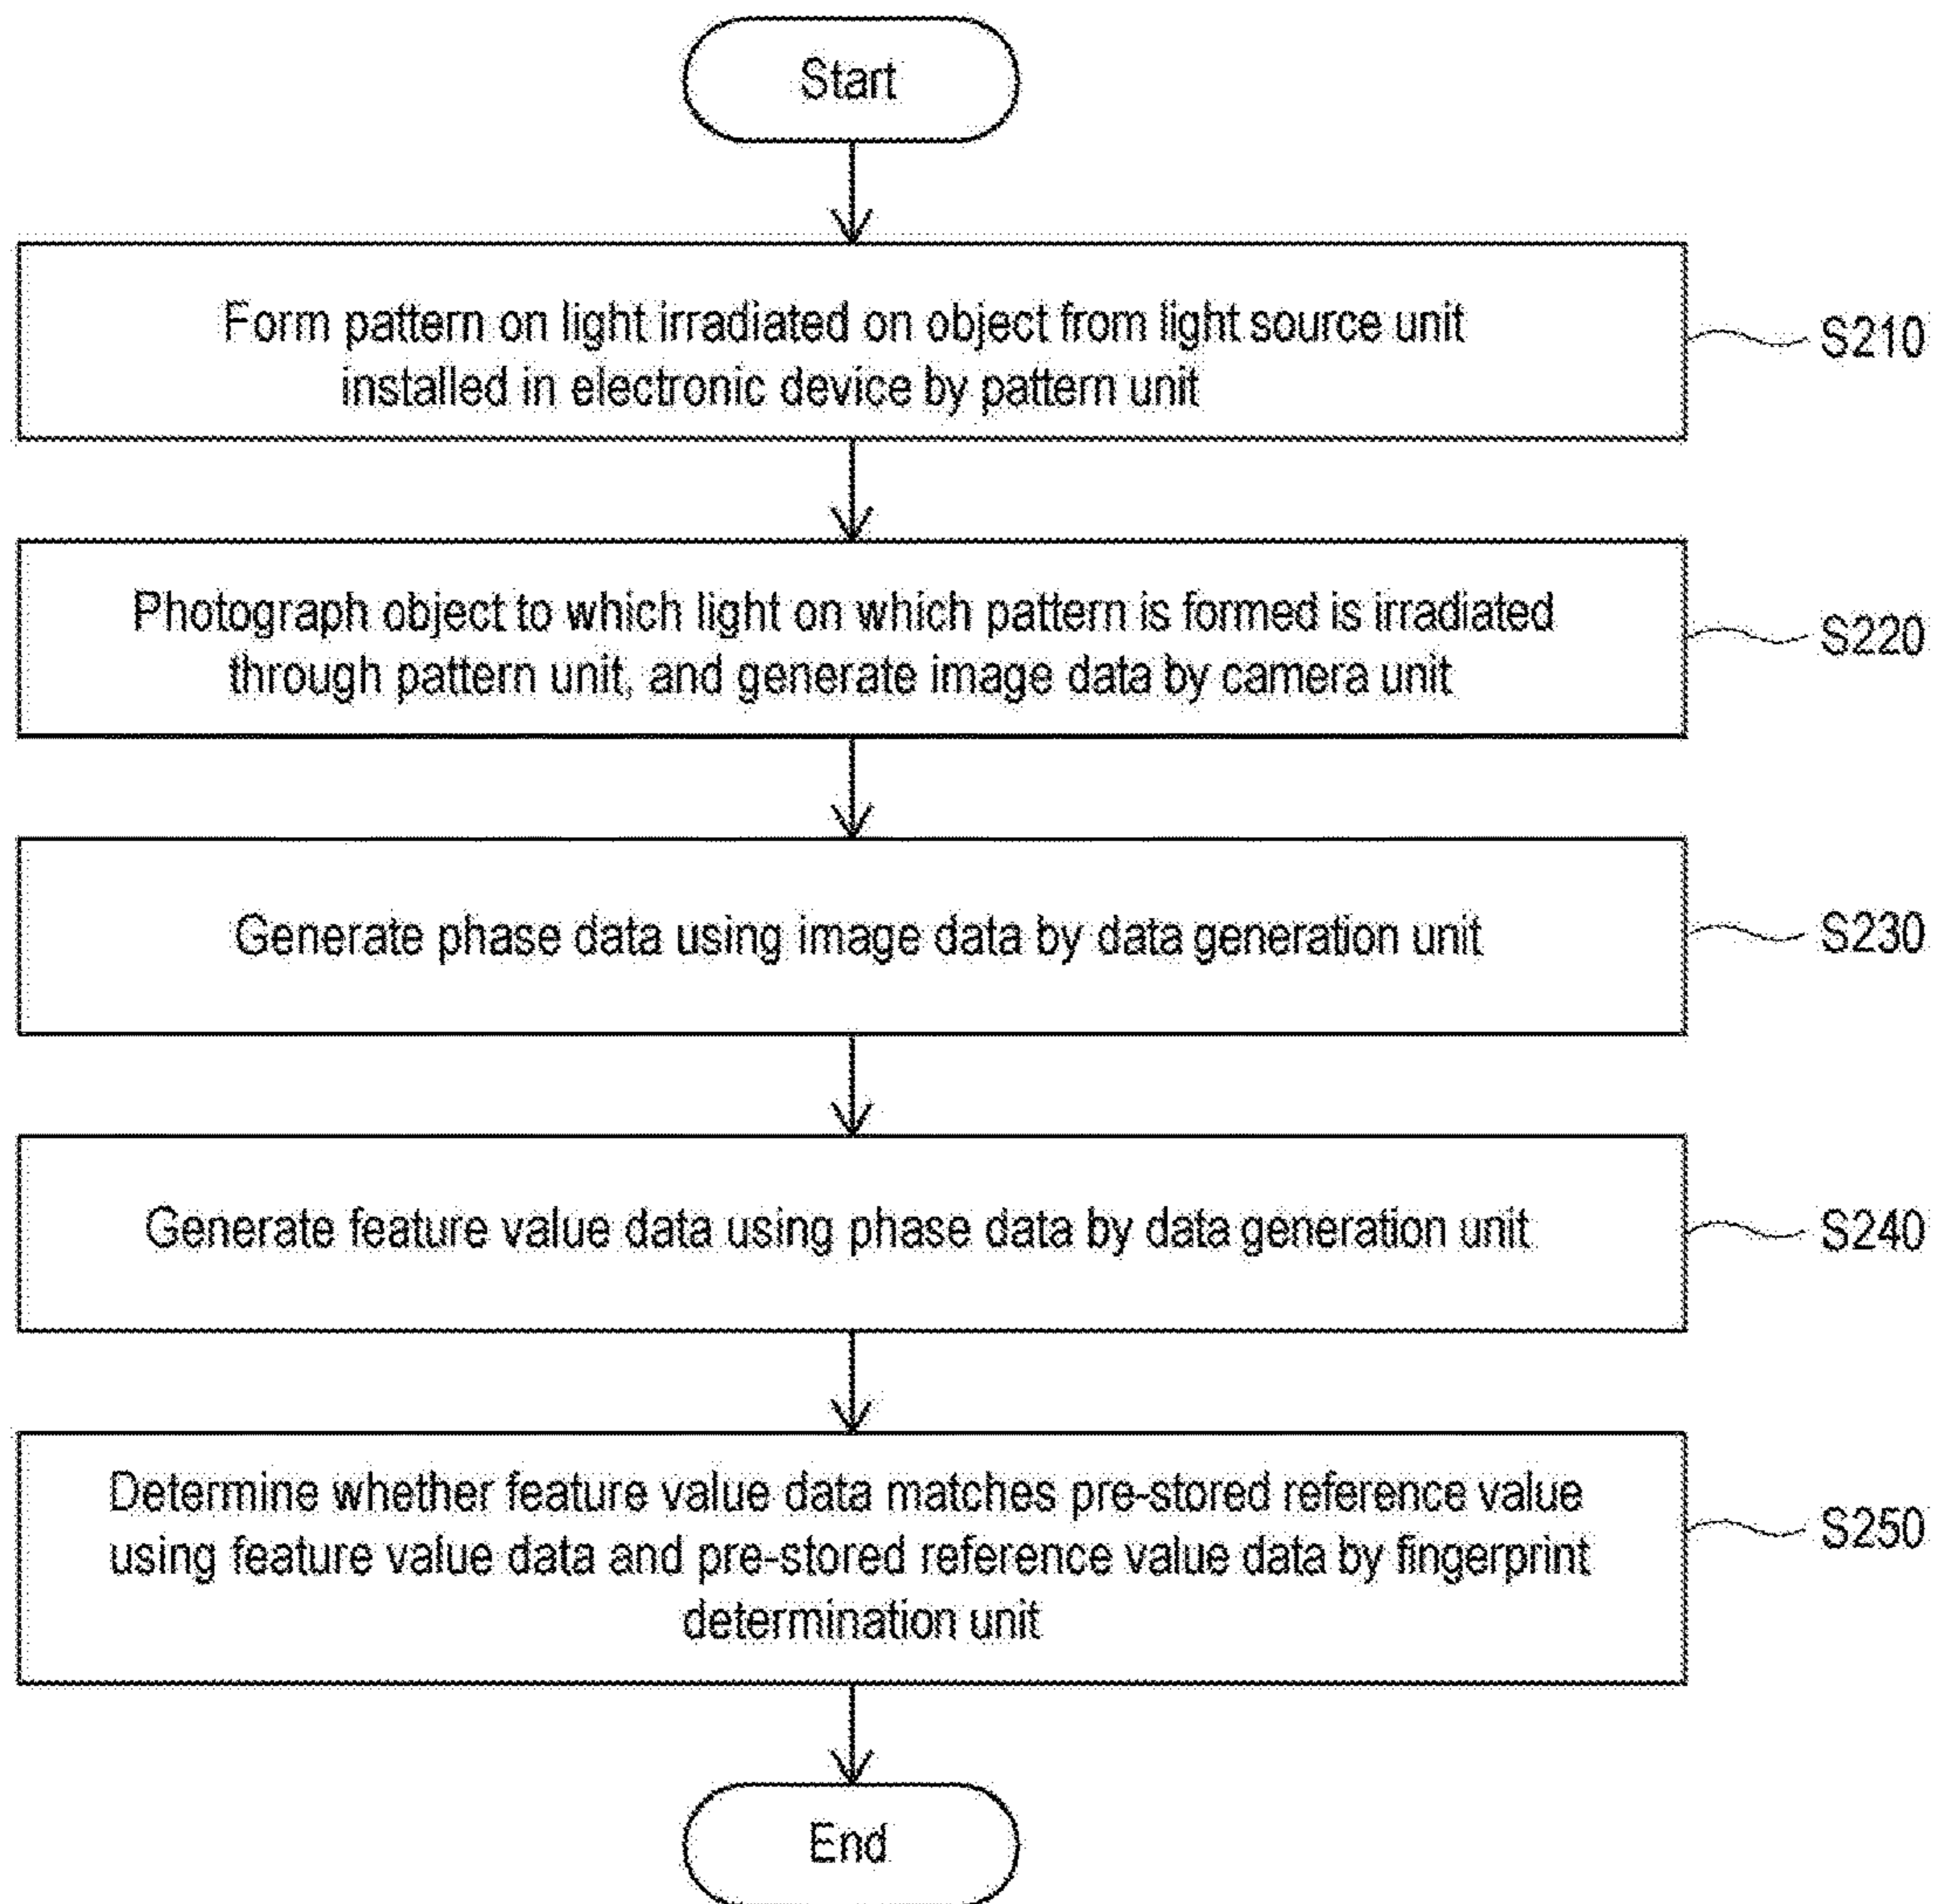 Start
Form pattern on light irradiated on object from light source unit
installed in electronic device by pattern unit
S210
Photograph object to which light on which pattern is formed is irradiated
through pattern unit, and generate image data by camera unit
S220
Generate phase data using image data by data generation unit
S230
Generate feature value data using phase data by data generation unit
S240
Determine whether feature value data matches pre-stored reference value
using feature value data and pre-stored reference value data by fingerprint
determination unit
S250
End